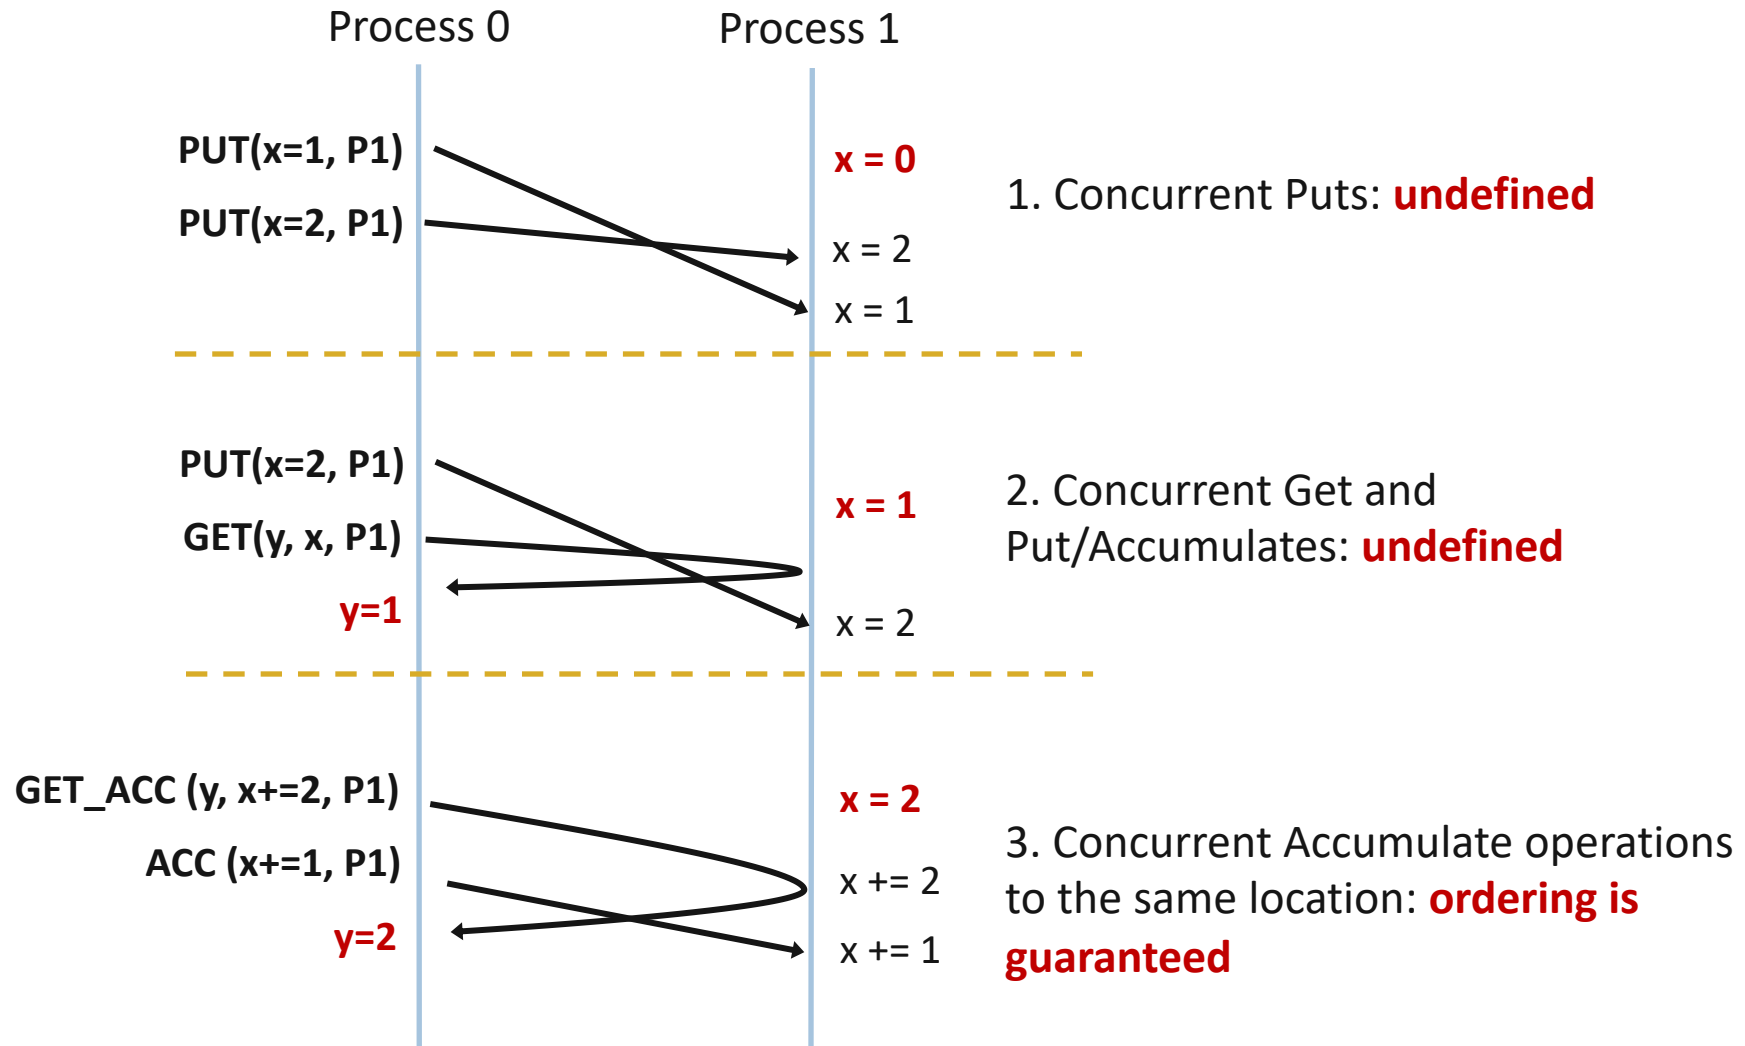 Process 0
Process 1
PUT(x=1, P1)
x = 0
1. Concurrent Puts: undefined
PUT(x=2, P1)
x = 2
x = 1
PUT(x=2, P1)
x = 1
2. Concurrent Get and
Put/Accumulates: undefined
GET(y, x, P1)
y=1
x = 2
GET_ACC (y, x+=2, P1)
x = 2
3. Concurrent Accumulate operations
to the same location: ordering is
guaranteed
ACC (x+=1, P1)
x += 2
y=2
x += 1